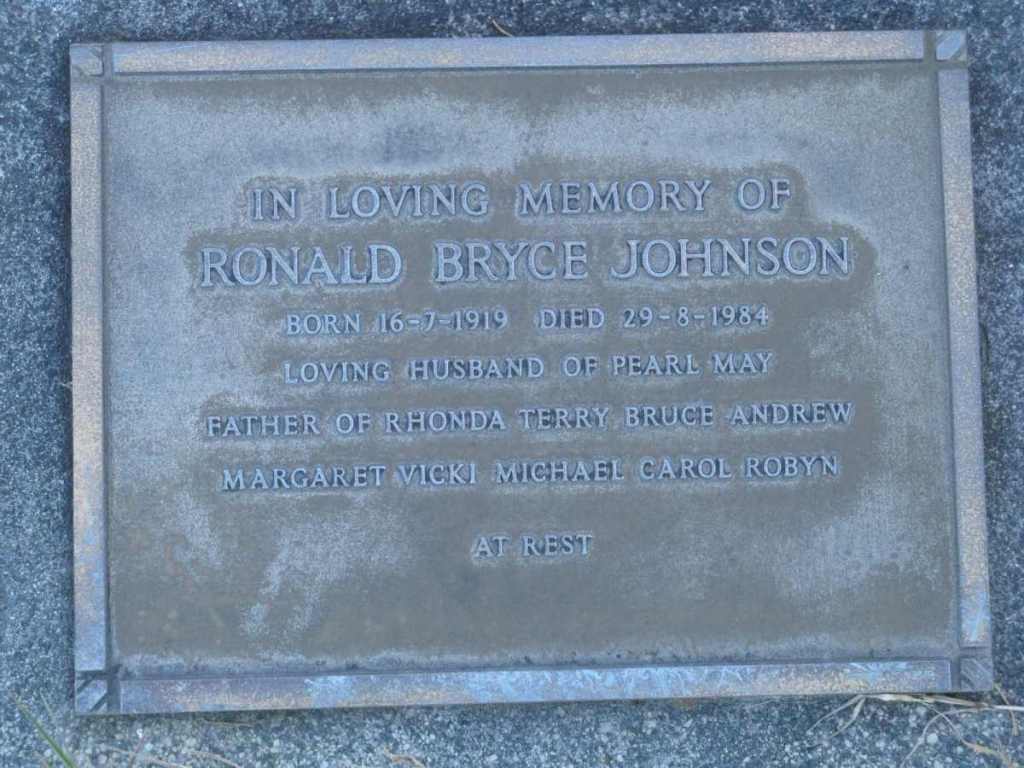 IN LOVING MEMORY OF
RONALD BRYCE JOHNSON
BORN 16-7-1919 DIED 29-8-1984
LOVING HUSBAND OF PEARL MAY
FATHER OF RHONDA TERRY BRUCE ANDREW
MARGARET VICKI MICHAEL CAROL ROBYN
AT REST